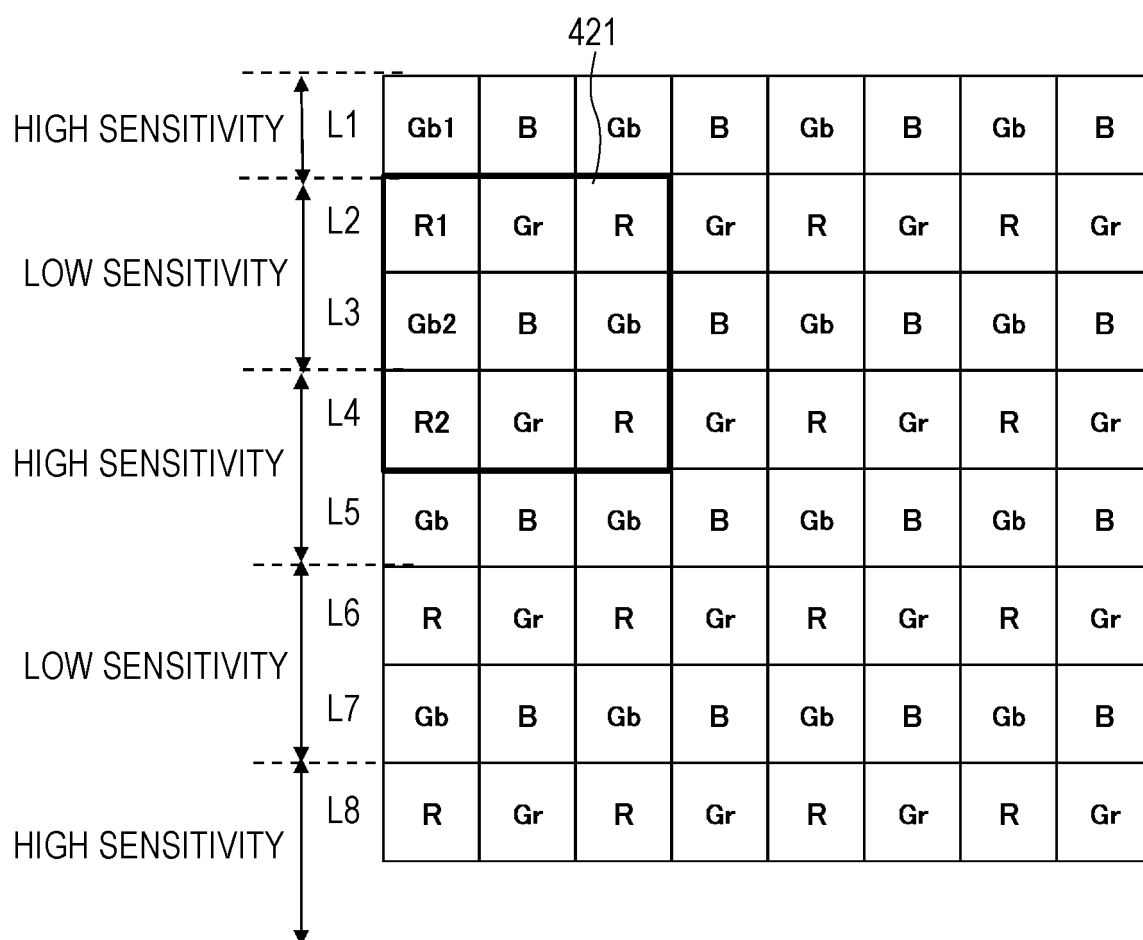 421
HIGH SENSITIVITY L1 Gb1 B Gb B Gb B Gb B
L2 R1 Gr R Gr R Gr R Gr
LOW SENSITIVITY
L3 Gb2 B Gb B Gb B Gb B
L4 R2 Gr R Gr R Gr R Gr
HIGH SENSITIVITY
L5 Gb B Gb B Gb B Gb B
L6 R Gr R Gr R Gr R Gr
LOW SENSITIVITY
L7 Gb B Gb B Gb B Gb B
L8 R Gr R Gr R Gr R Gr
HIGH SENSITIVITY